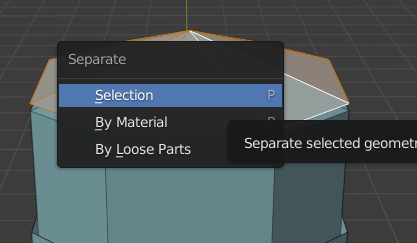 Separate
Selection P
By Material P
By Loose Parts
Separate selected geometr